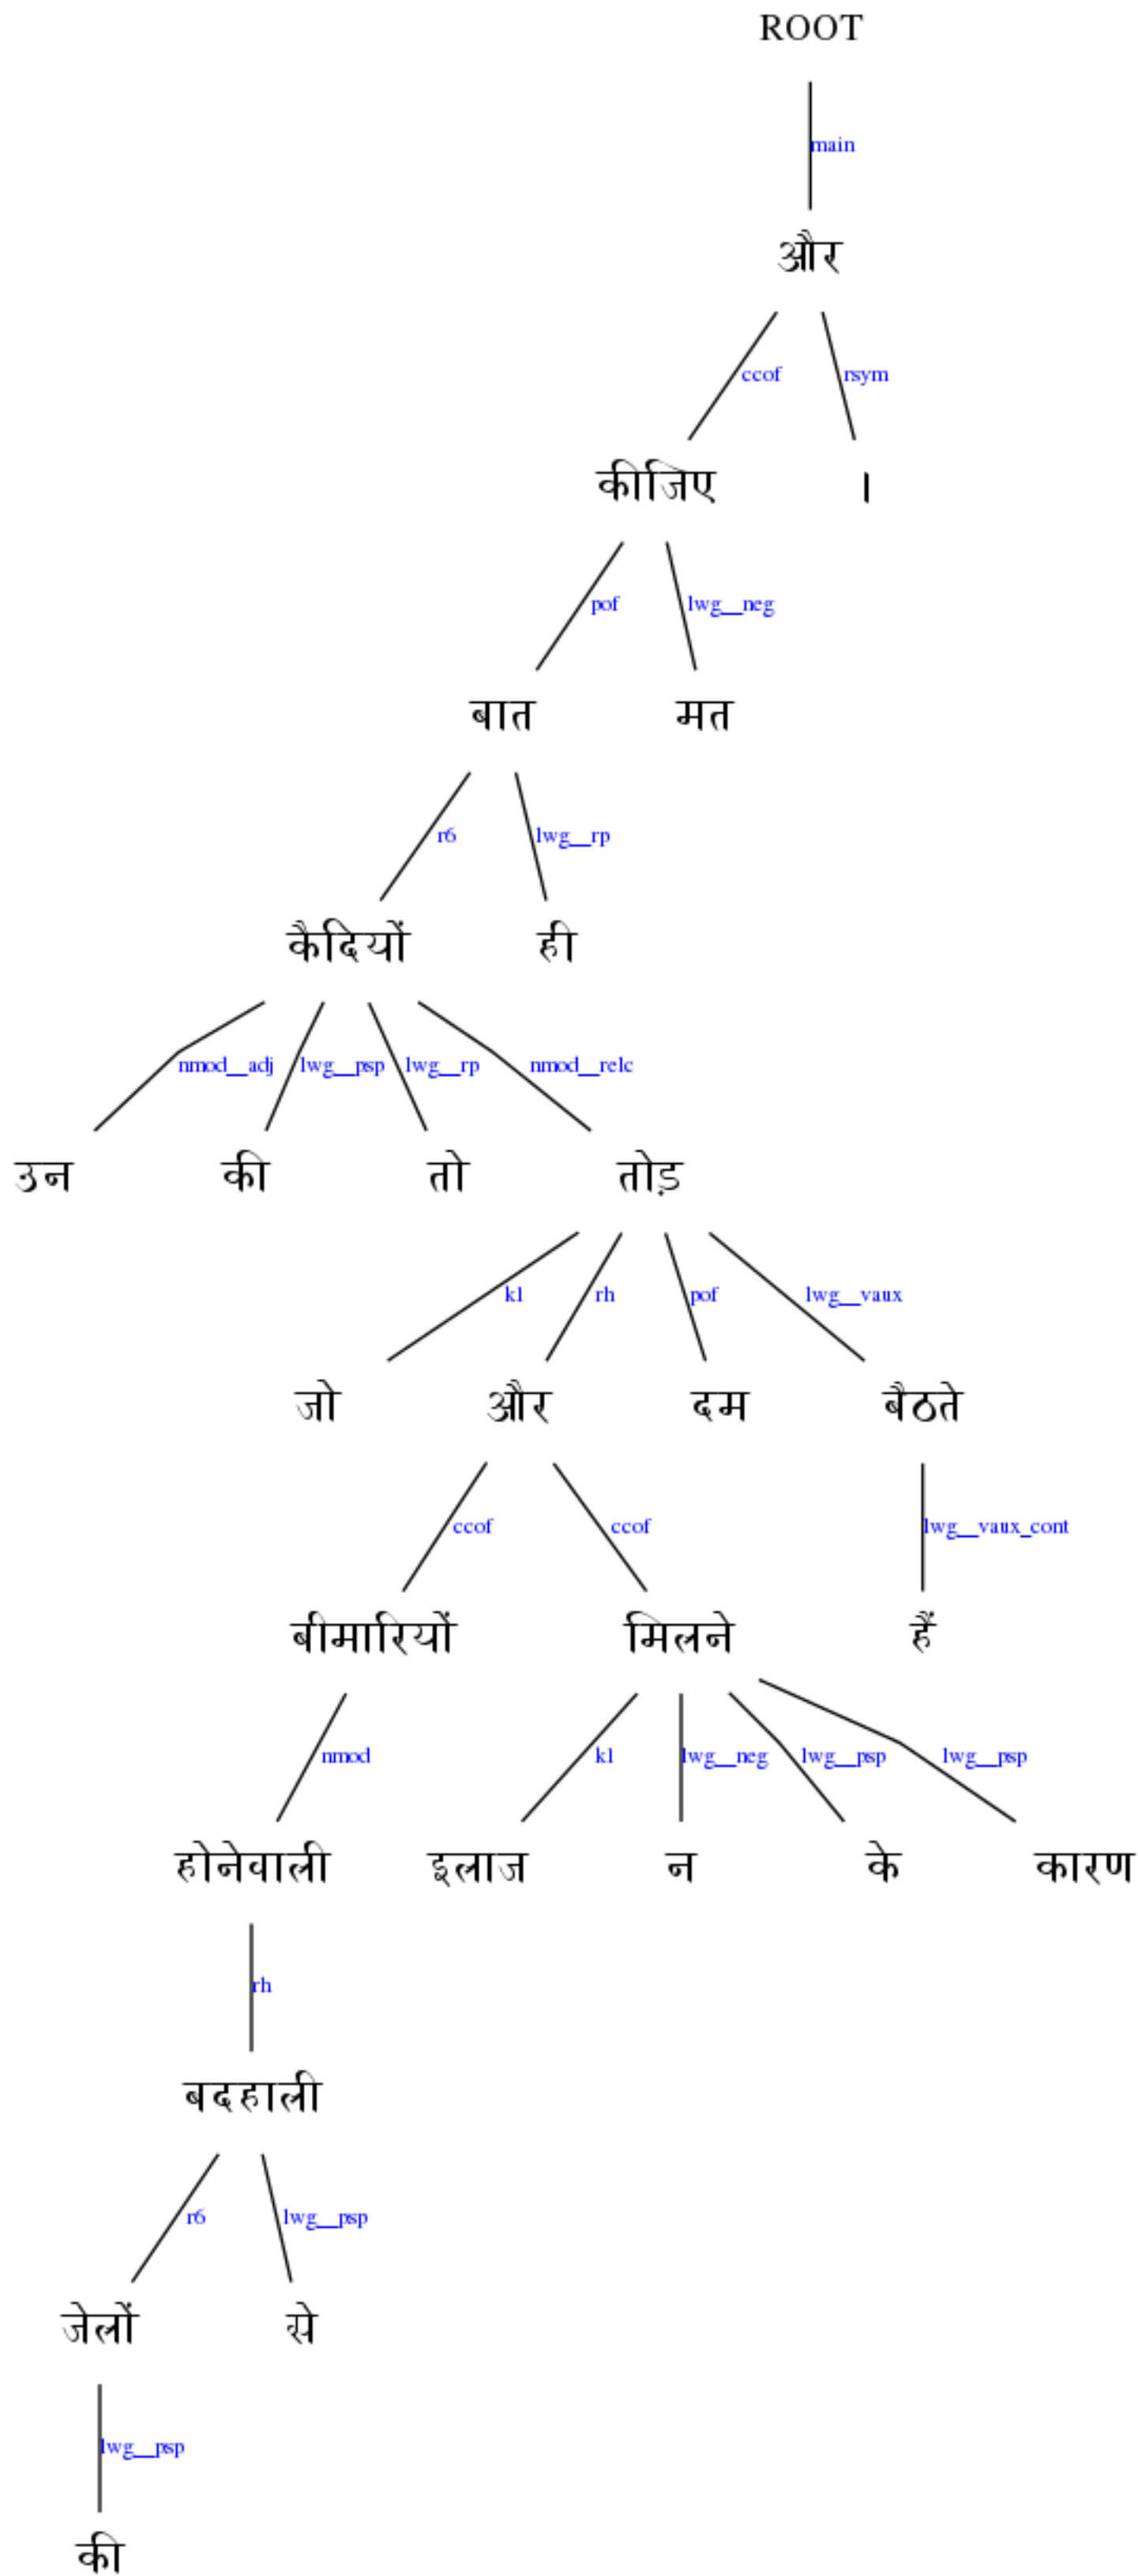 ROOT
main
और
ccof rsym
कीजिए ।
pof lwg__neg
बात मत
r6 lwg__rp
कैदियों ही
nmod__adj lwg__psp lwg__rp nmod__relc
उन की तो तोड़
k1 rh pof lwg__vaux
जो और दम बैठते
ccof ccof lwg__vaux_cont
बीमारियों मिलने हैं
nmod k1 lwg__neg lwg__psp lwg__psp
होनेवाली इलाज न के कारण
rh
बदहाली
r6 lwg__psp
जेलों से
lwg__psp
की